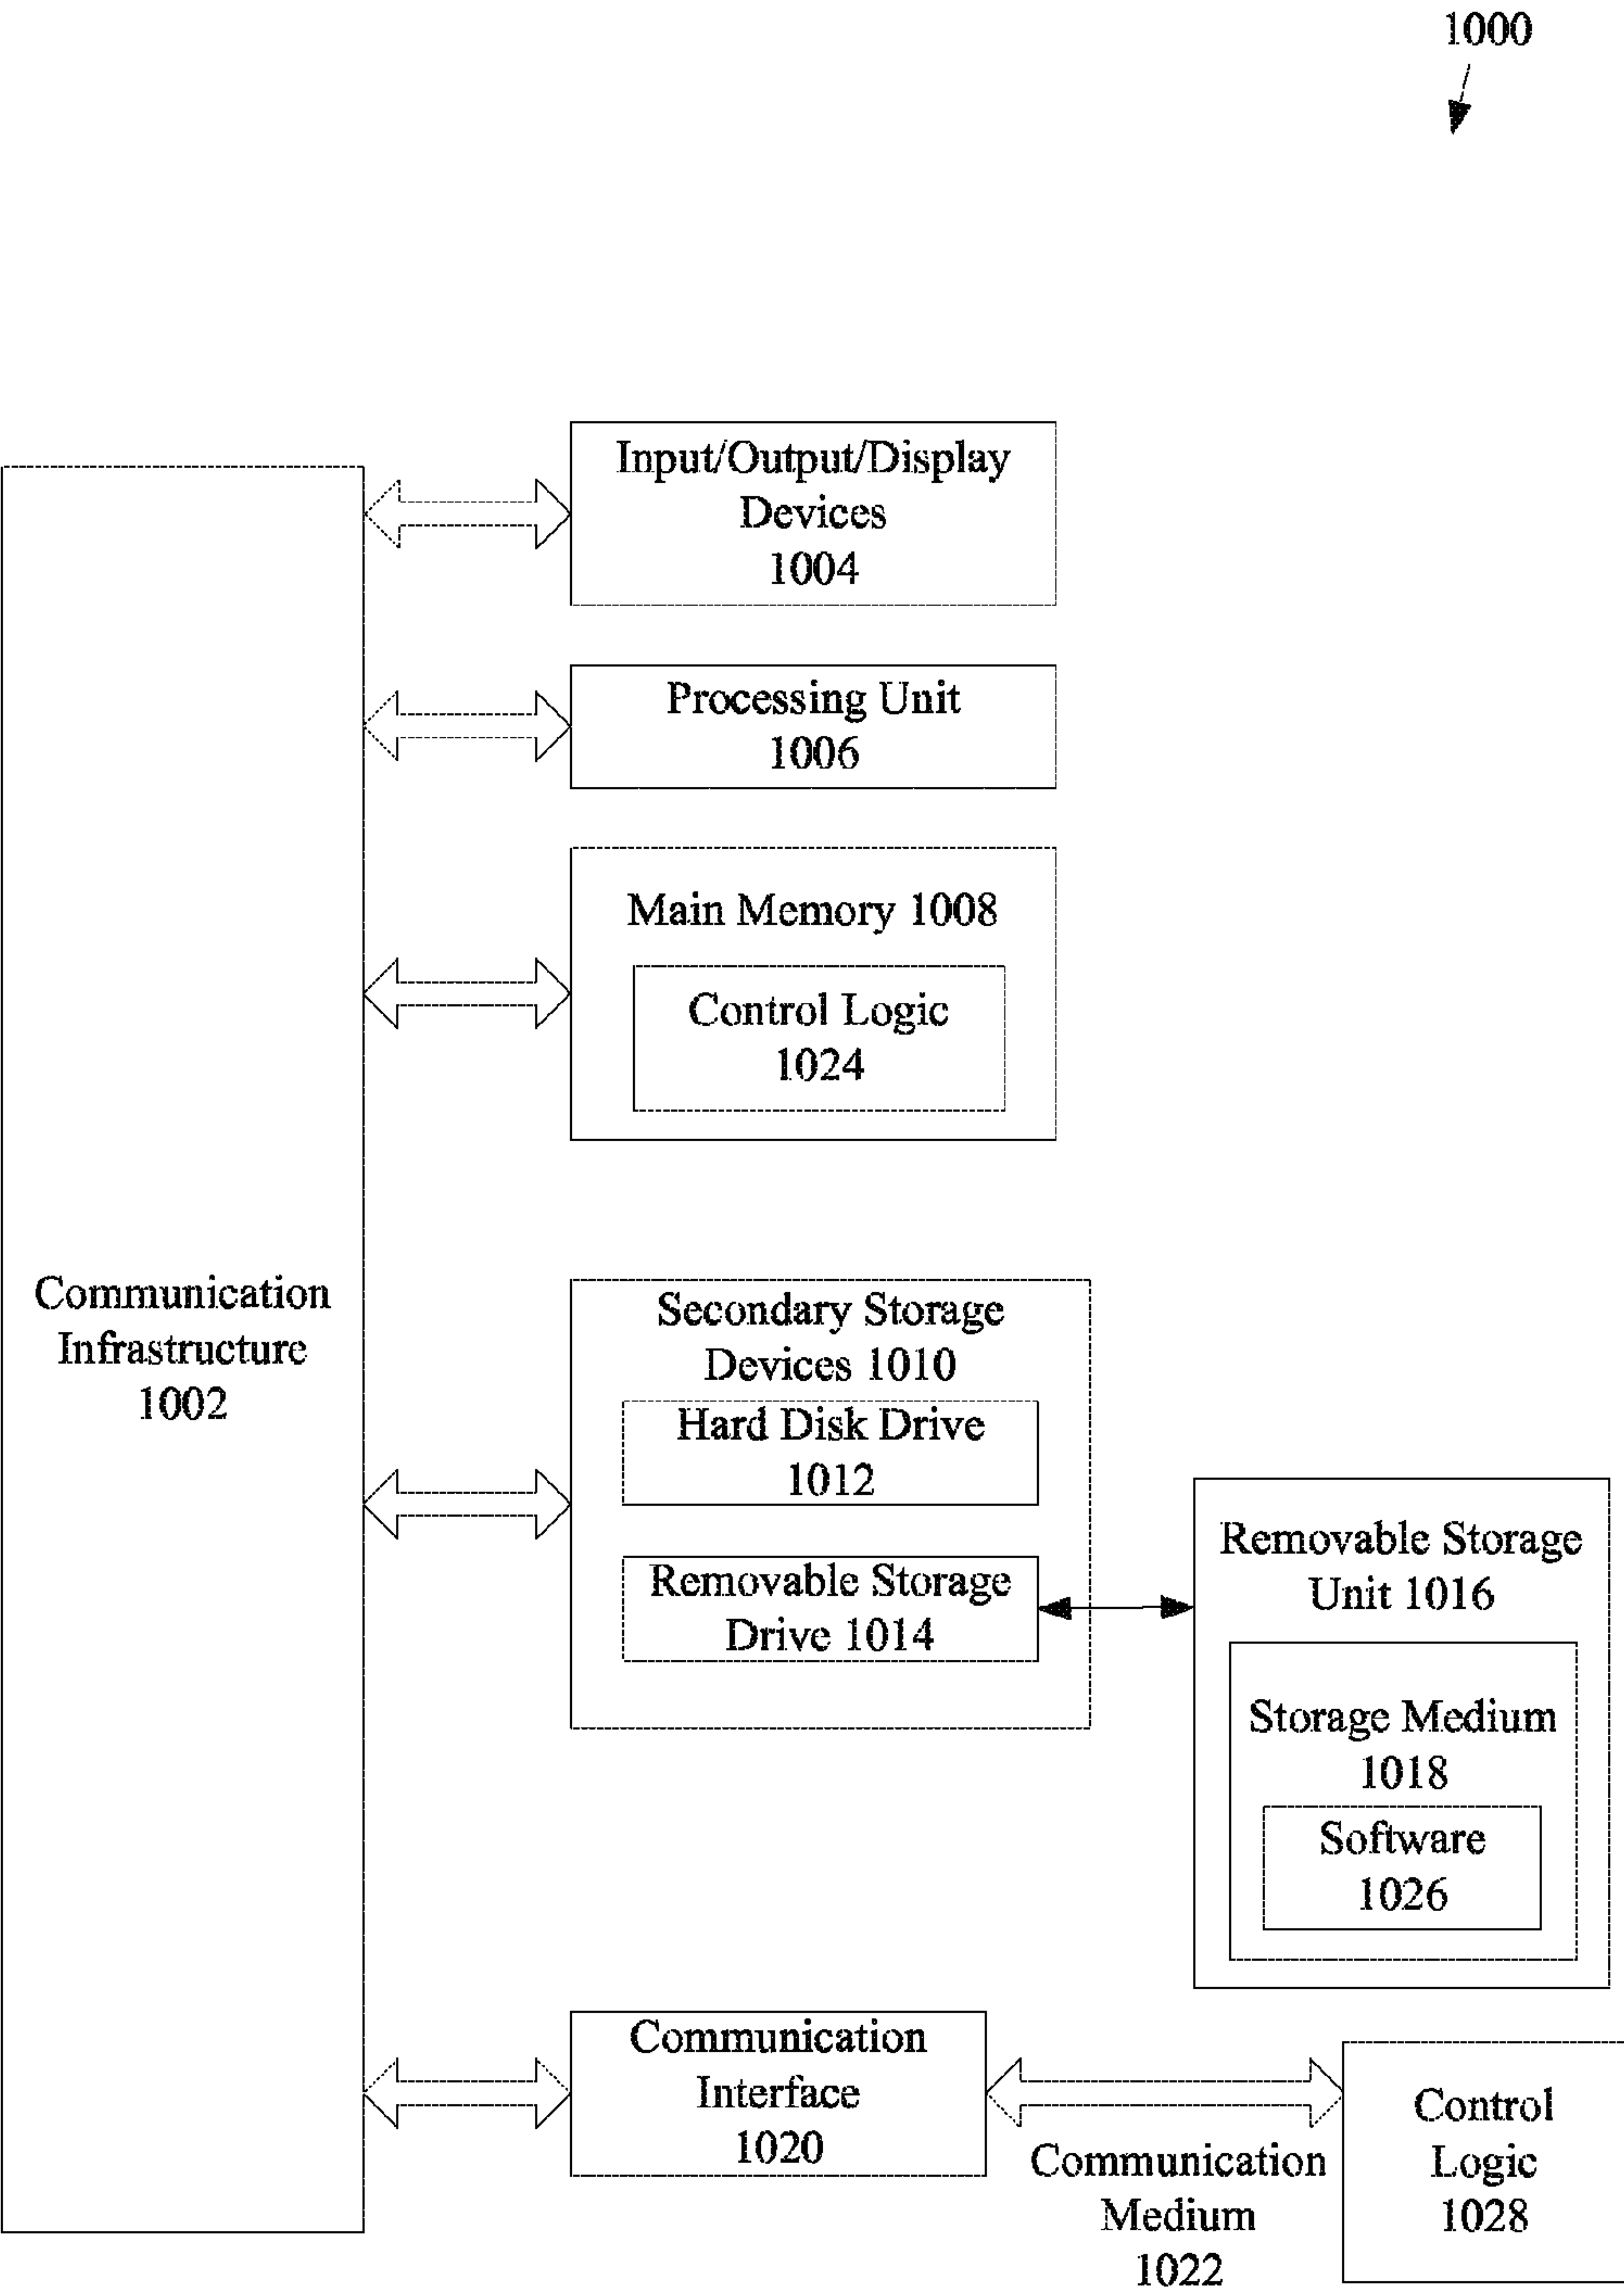 1000
Input/Output/Display
Devices
1004
Processing Unit
1006
Main Memory 1008
Control Logic
1024
Communication
Infrastructure
1002
Secondary Storage
Devices 1010
Hard Disk Drive
1012
Removable Storage
Drive 1014
Removable Storage
Unit 1016
Storage Medium
1018
Software
1026
Communication
Interface
1020
Communication
Medium
1022
Control
Logic
1028